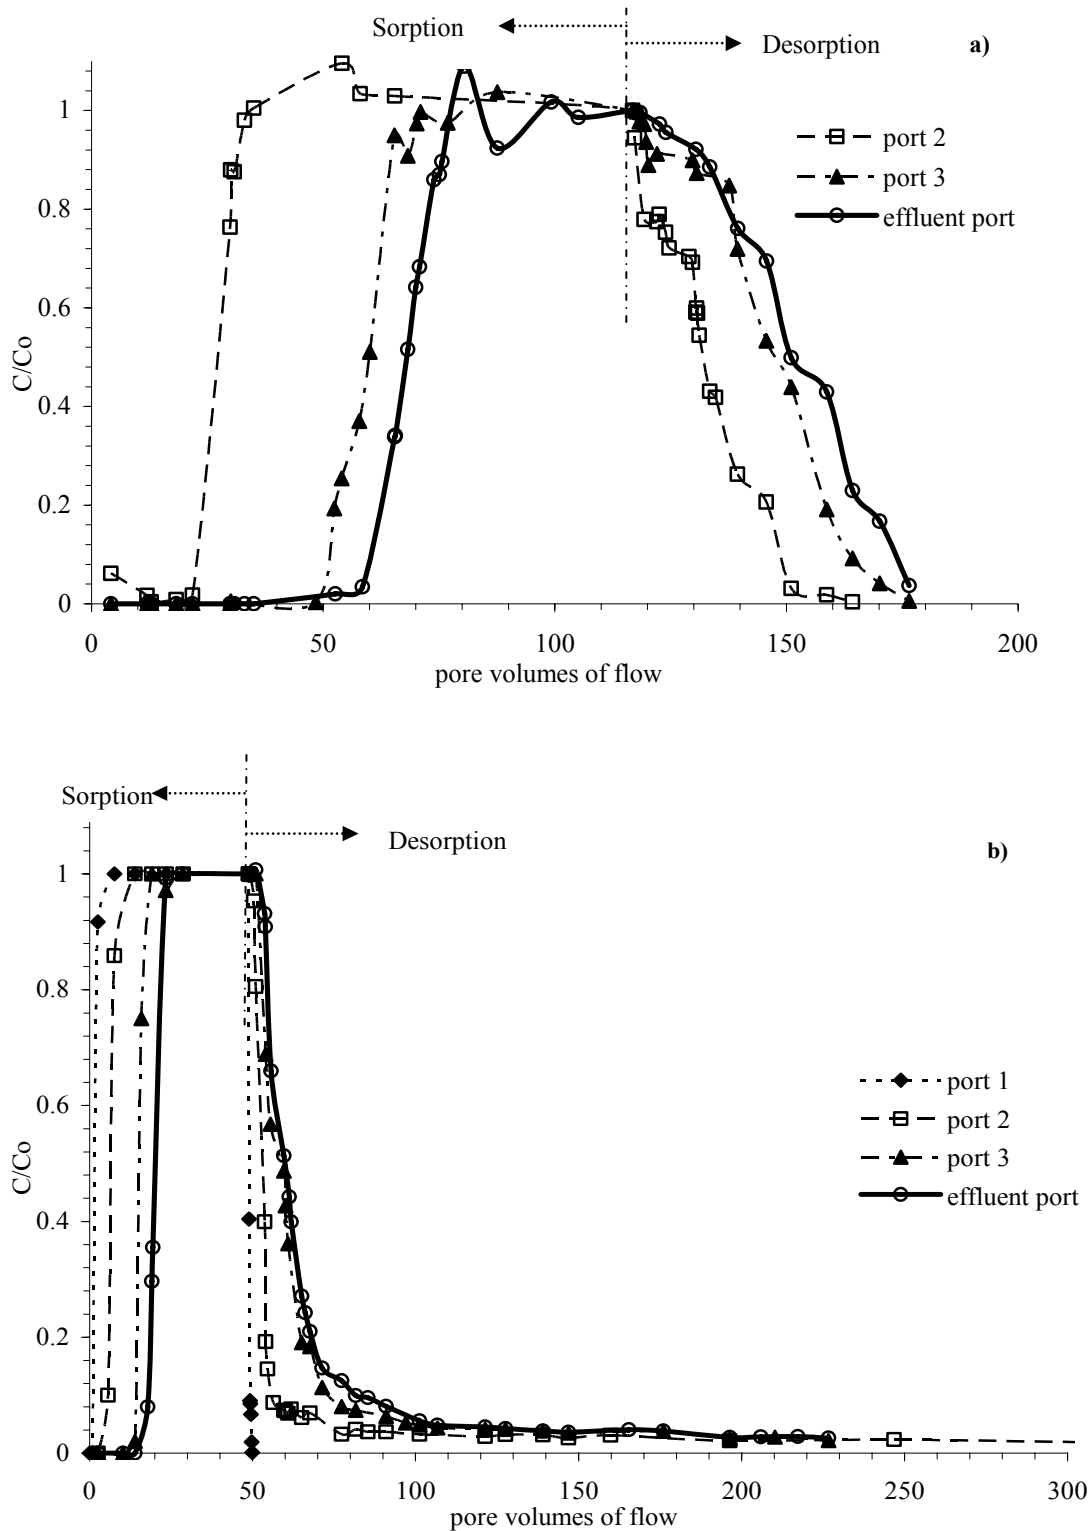 Sorption
Desorption
a)
1
0.8
0.6
0.4
0.2
0
C/Co
port 2
port 3
effluent port
0 50 100 150 200
pore volumes of flow
Sorption
Desorption
b)
1
0.8
0.6
0.4
0.2
0
C/Co
port 1
port 2
port 3
effluent port
0 50 100 150 200 250 300
pore volumes of flow